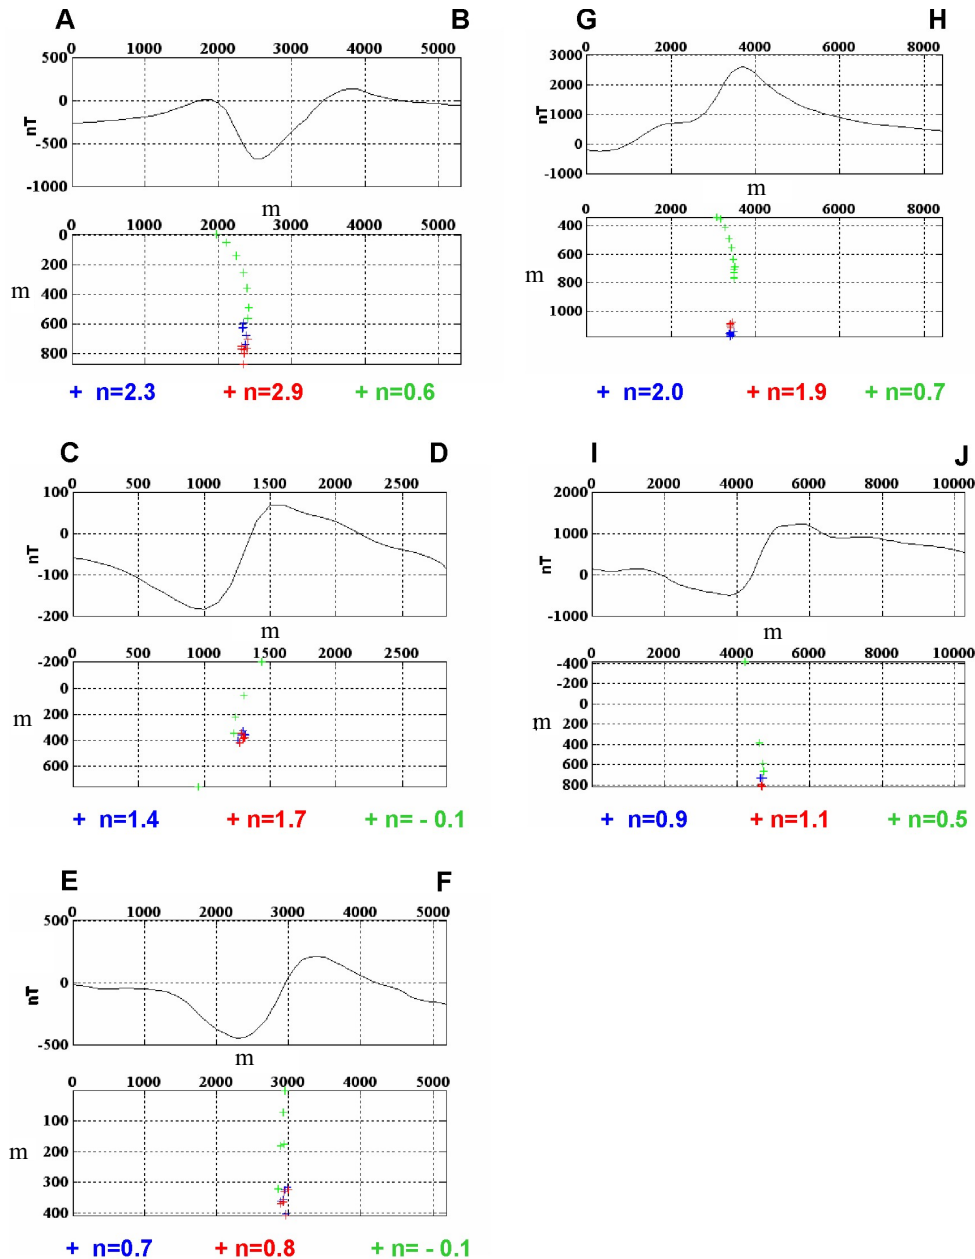 A B
0 1000 2000 3000 4000 5000
500
0
-500
-1000
nT
m
0 1000 2000 3000 4000 5000
0
200
400
600
800
m
+ n=2.3 + n=2.9 + n=0.6
G H
0 2000 4000 6000 8000
3000
2000
1000
0
-1000
nT
m
0 2000 4000 6000 8000
400
600
800
1000
m
+ n=2.0 + n=1.9 + n=0.7
C D
0 500 1000 1500 2000 2500
100
0
-100
-200
nT
m
0 500 1000 1500 2000 2500
-200
0
200
400
600
m
+ n=1.4 + n=1.7 + n= - 0.1
I J
0 2000 4000 6000 8000 10000
2000
1000
0
-1000
nT
m
0 2000 4000 6000 8000 10000
-400
-200
0
200
400
600
800
m
+ n=0.9 + n=1.1 + n=0.5
E F
0 1000 2000 3000 4000 5000
500
0
-500
nT
m
0 1000 2000 3000 4000 5000
100
200
300
400
m
+ n=0.7 + n=0.8 + n= - 0.1